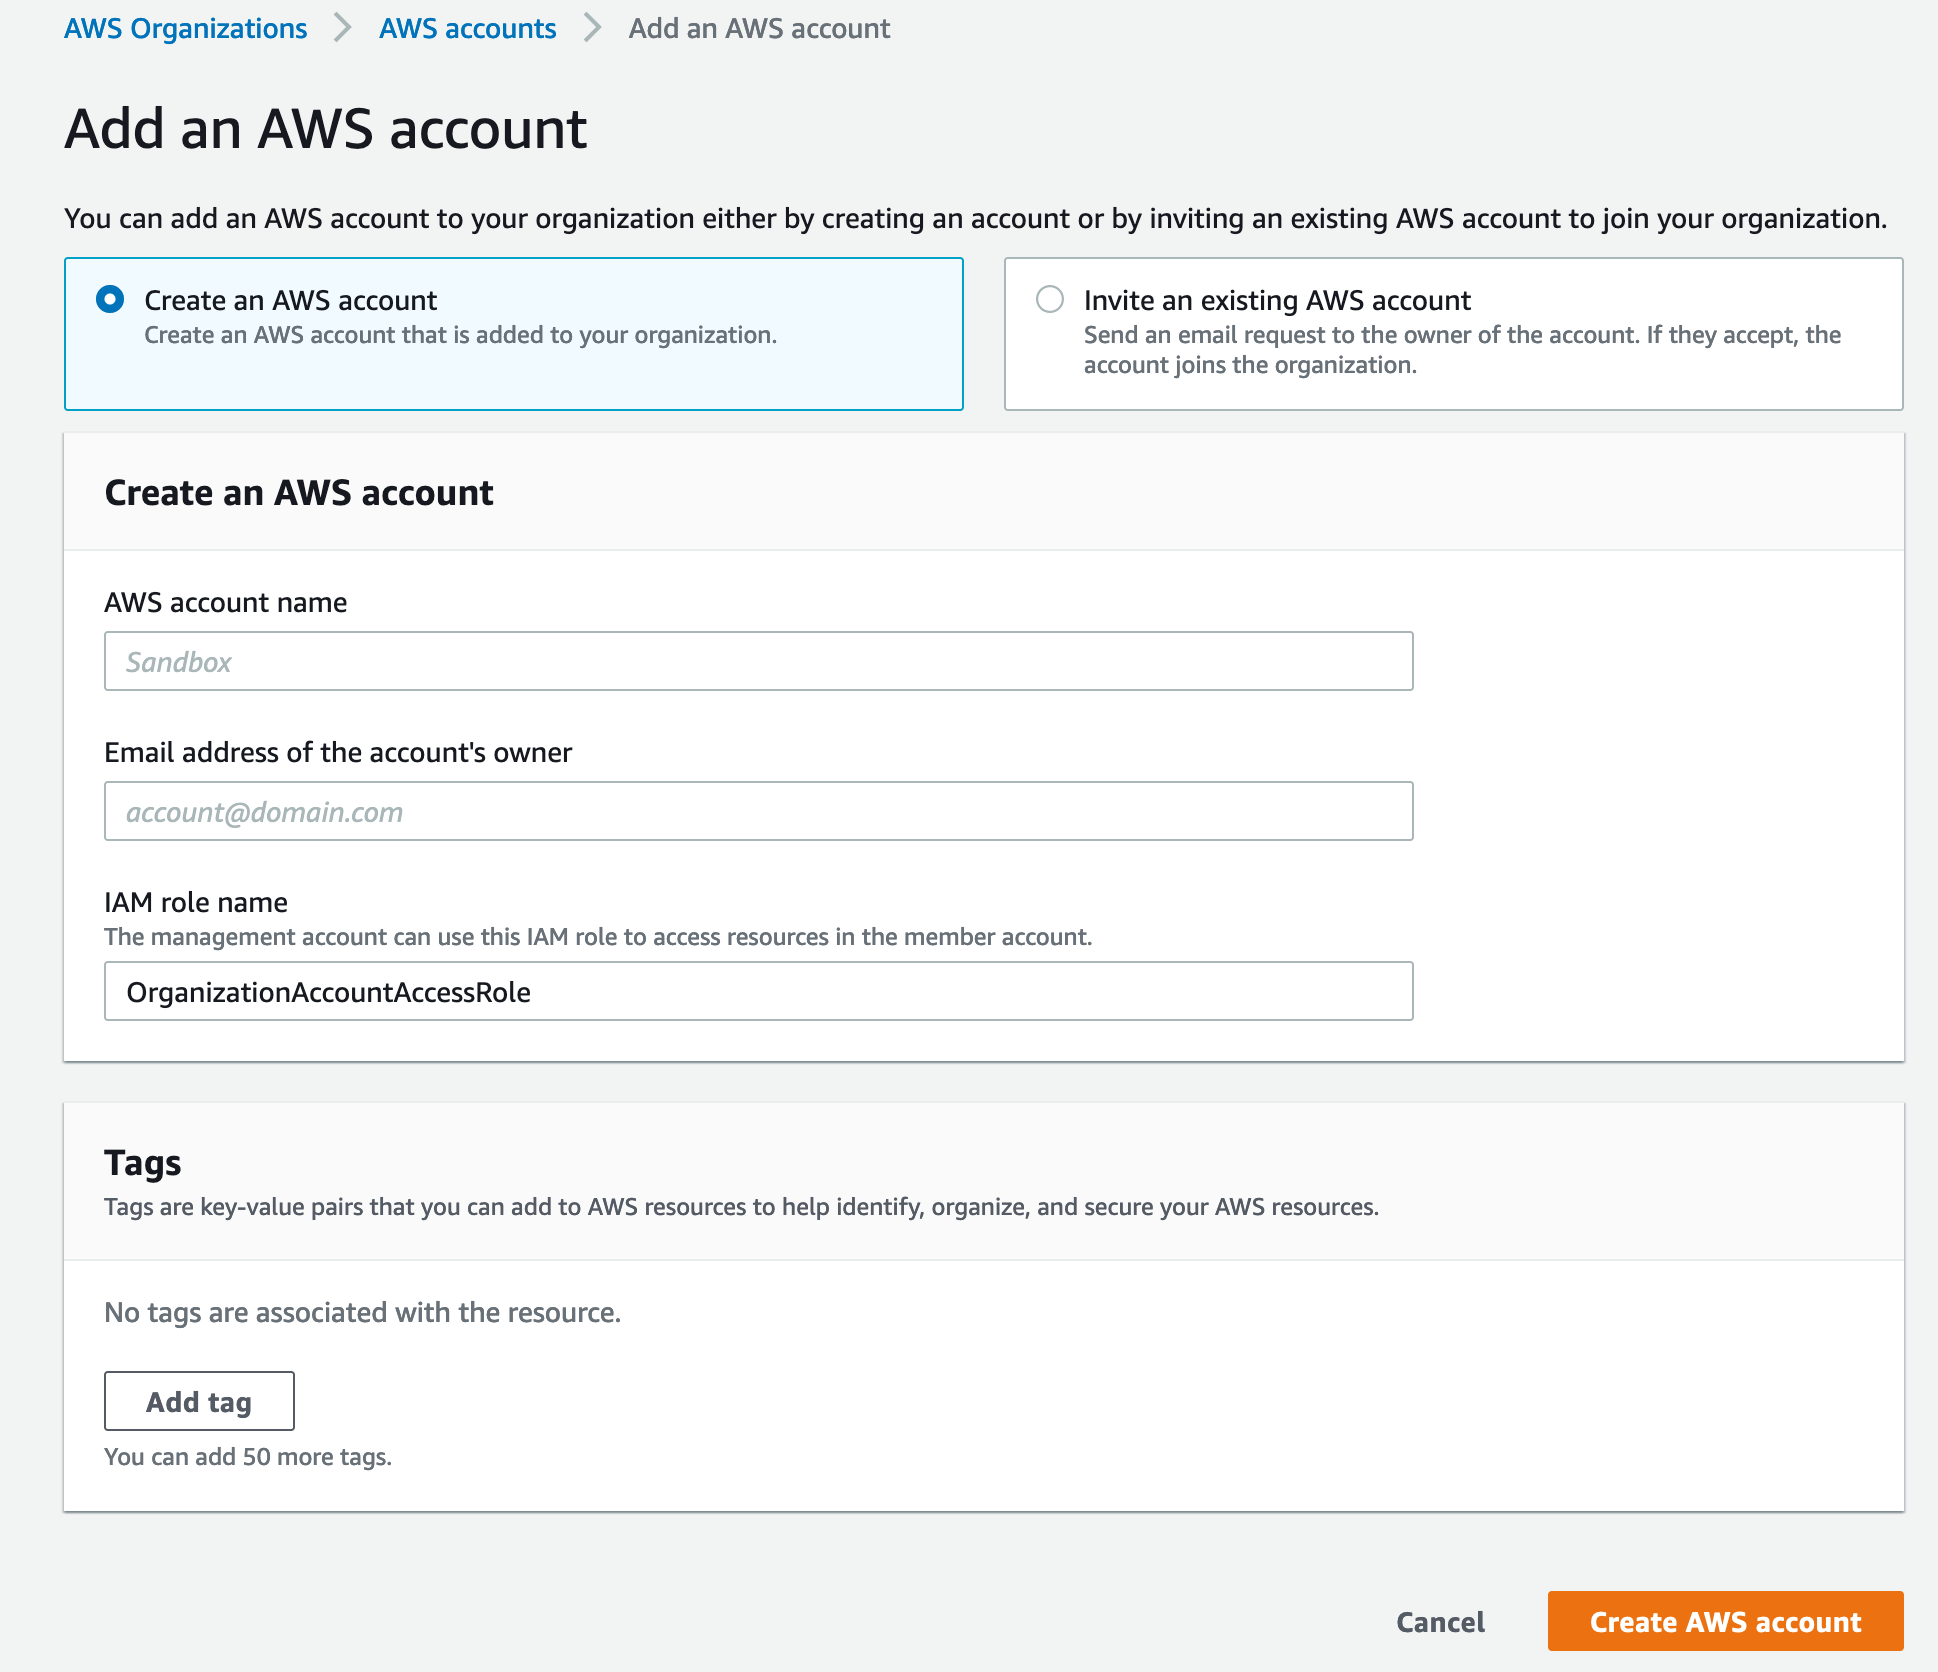 AWS Organizations > AWS accounts > Add an AWS account
Add an AWS account
You can add an AWS account to your organization either by creating an account or by inviting an existing AWS account to join your organization.
Create an AWS account
Create an AWS account that is added to your organization.
Invite an existing AWS account
Send an email request to the owner of the account. If they accept, the
account joins the organization.
Create an AWS account
AWS account name
Sandbox
Email address of the account's owner
account@domain.com
IAM role name
The management account can use this IAM role to access resources in the member account.
OrganizationAccountAccessRole
Tags
Tags are key-value pairs that you can add to AWS resources to help identify, organize, and secure your AWS resources.
No tags are associated with the resource.
Add tag
You can add 50 more tags.
Cancel
Create AWS account